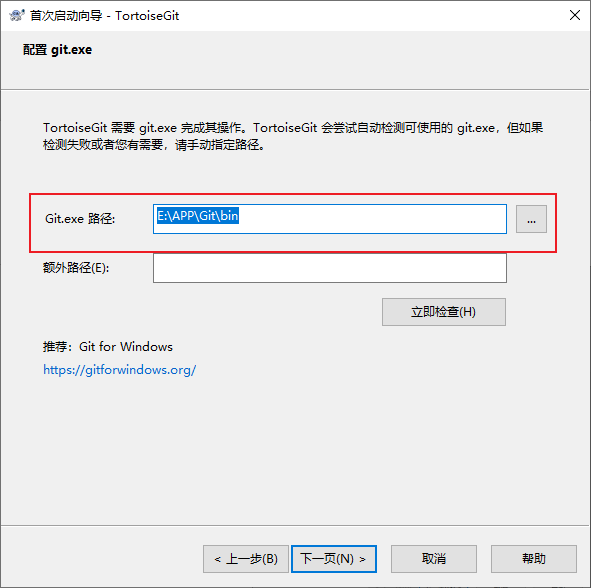 首次启动向导 - TortoiseGit
配置 git.exe
TortoiseGit 需要 git.exe 完成其操作。TortoiseGit 会尝试自动检测可使用的 git.exe，但如果
检测失败或者您有需要，请手动指定路径。
Git.exe 路径:
E:\APP\Git\bin
...
额外路径(E):
立即检查(H)
推荐：Git for Windows
https://gitforwindows.org/
< 上一步(B)
下一页(N) >
取消
帮助